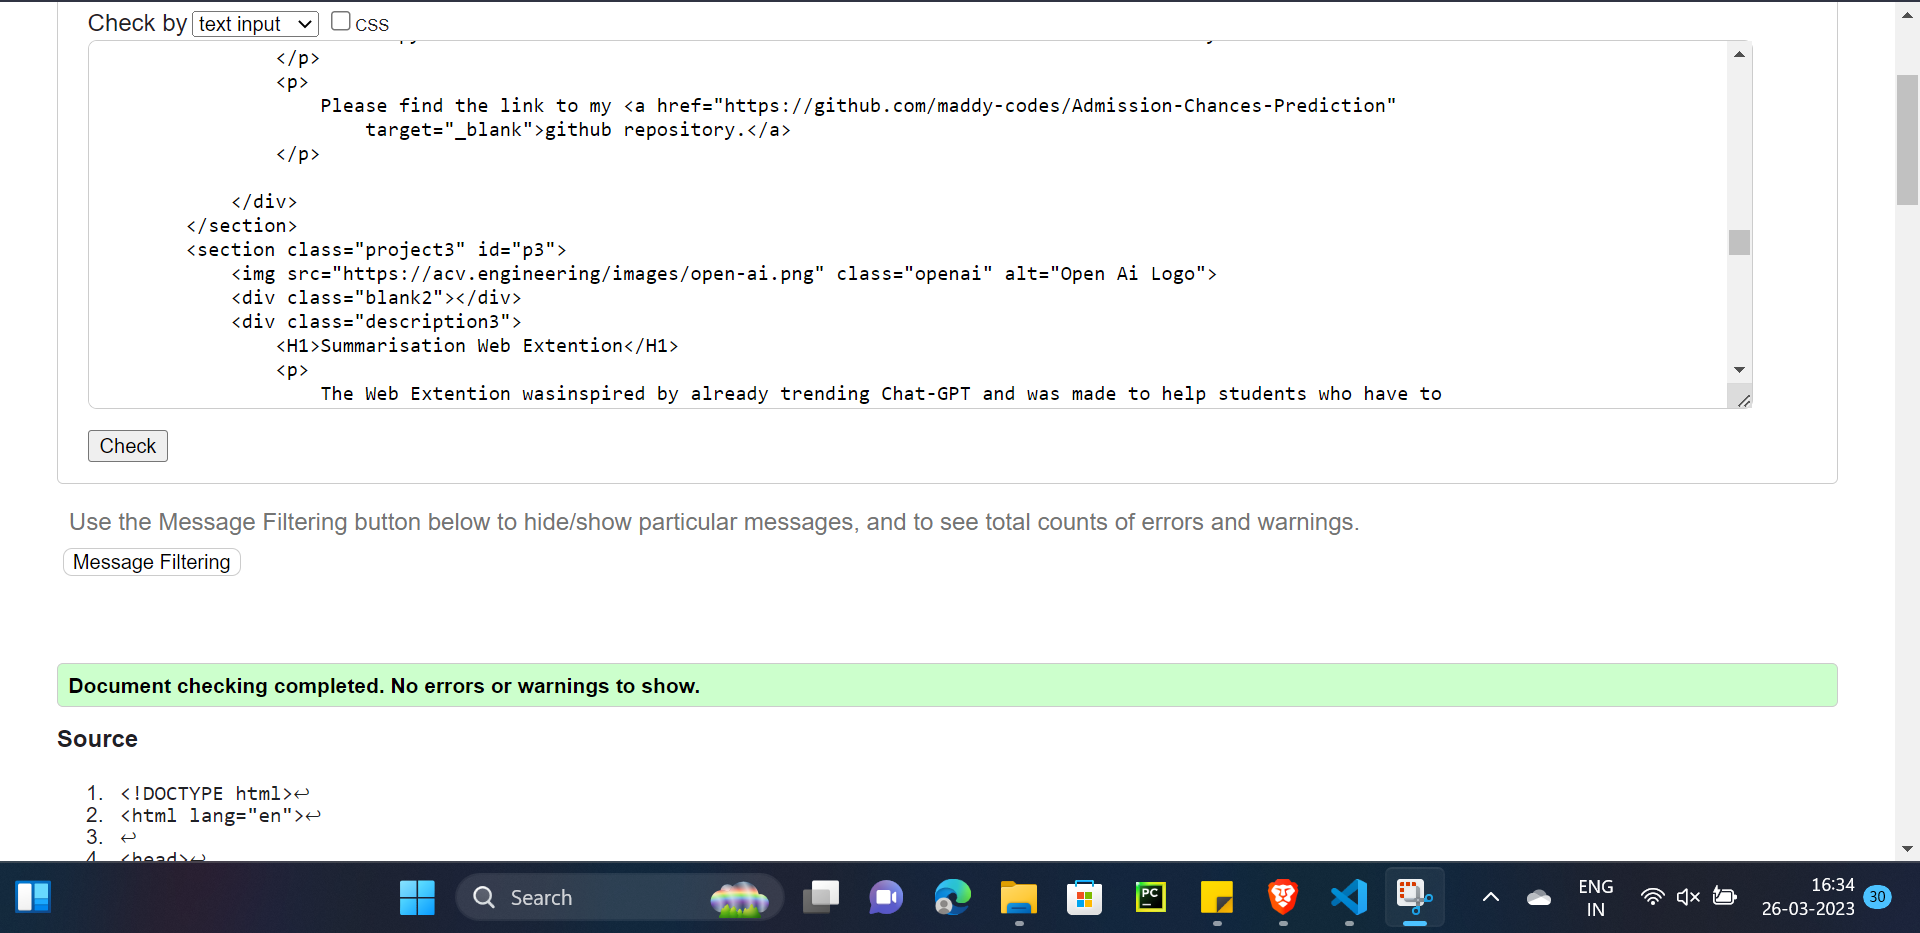 Check by text input CSS
</p>
<p>
Please find the link to my <a href="https://github.com/maddy-codes/Admission-Chances-Prediction"
target="_blank">github repository.</a>
</p>
</div>
</section>
<section class="project3" id="p3">
<img src="https://acv.engineering/images/open-ai.png" class="openai" alt="Open Ai Logo">
<div class="blank2"></div>
<div class="description3">
<H1>Summarisation Web Extention</H1>
<p>
The Web Extention wasinspired by already trending Chat-GPT and was made to help students who have to
Check
Use the Message Filtering button below to hide/show particular messages, and to see total counts of errors and warnings.
Message Filtering
Document checking completed. No errors or warnings to show.
Source
1. <!DOCTYPE html>↩
2. <html lang="en">↩
3. ↩
4. <head>↩
Search
PC
ENG
IN
16:34
26-03-2023
30